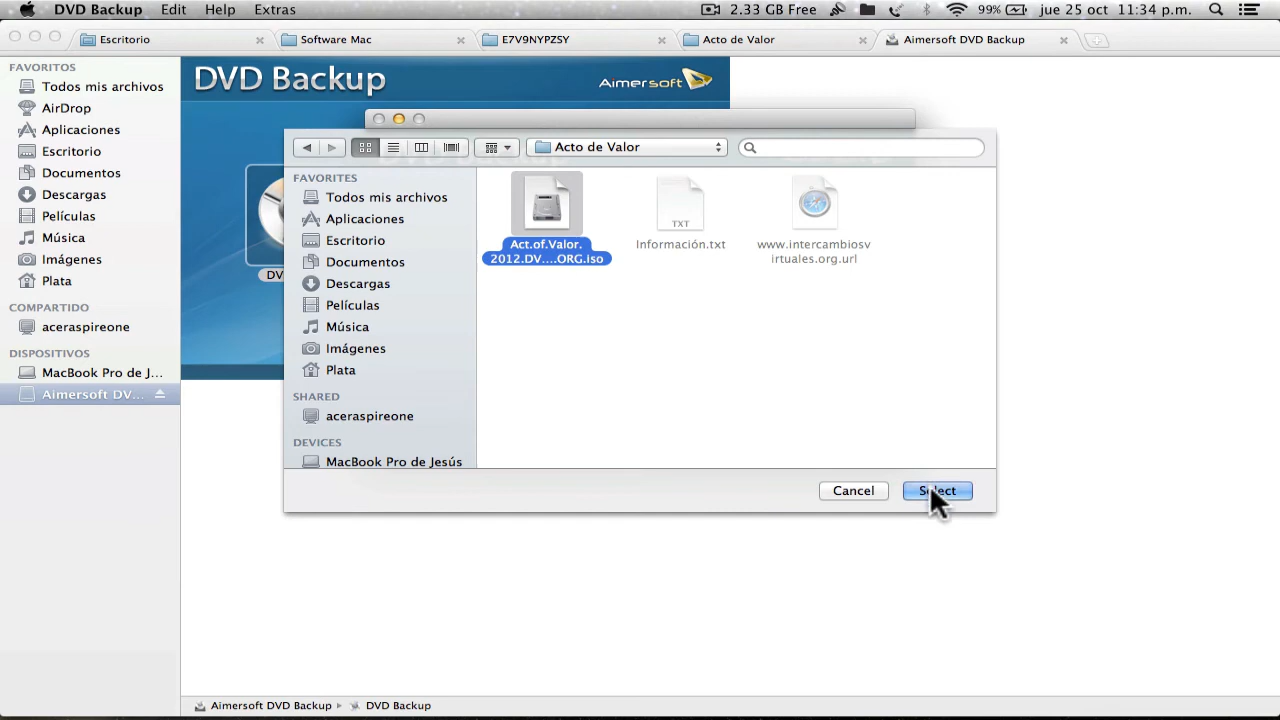 DVD Backup Edit Help Extras 2.33 GB Free 99% jue 25 oct 11:34 p.m.
Escritorio Software Mac E7V9NYPZSY Acto de Valor Aimersoft DVD Backup
FAVORITOS
Todos mis archivos
AirDrop
Aplicaciones
Escritorio
Documentos
Descargas
Películas
Música
Imágenes
Plata
COMPARTIDO
aceraspireone
DISPOSITIVOS
MacBook Pro de J...
Aimersoft DV...
DVD Backup Aimersoft
DV
Acto de Valor
FAVORITES
Todos mis archivos
Aplicaciones
Escritorio
Documentos
Descargas
Películas
Música
Imágenes
Plata
SHARED
aceraspireone
DEVICES
MacBook Pro de Jesús
Act.of.Valor.
2012.DV....ORG.iso
TXT
Información.txt
www.intercambiosv
irtuales.org.url
Cancel Select
Aimersoft DVD Backup DVD Backup